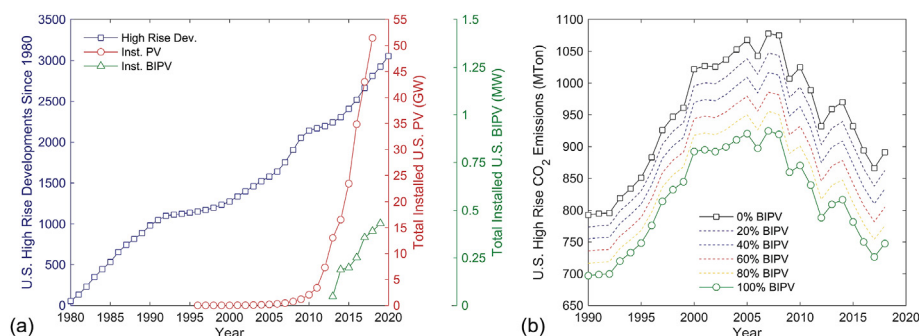 3500
3000
2500
2000
1500
1000
500
0
U.S. High Rise Developments Since 1980
High Rise Dev.
Inst. PV
Inst. BIPV
1980 1985 1990 1995 2000 2005 2010 2015 2020
Year
(a)
55
50
45
40
35
30
25
20
15
10
5
0
Total Installed U.S. PV (GW)
1.5
1.25
1
0.75
0.5
0.25
0
Total Installed U.S. BIPV (MW)
1100
1050
1000
950
900
850
800
750
700
650
U.S. High Rise CO2 Emissions (MTon)
0% BIPV
20% BIPV
40% BIPV
60% BIPV
80% BIPV
100% BIPV
1990 1995 2000 2005 2010 2015 2020
Year
(b)